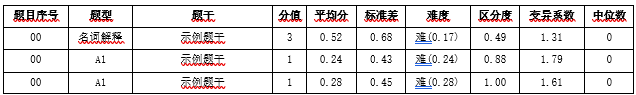 题目序号 题型 题干 分值 平均分 标准差 难度 区分度 变异系数 中位数
00 名词解释 示例题干 3 0.52 0.68 难(0.17) 0.49 1.31 0
00 A1 示例题干 1 0.24 0.43 难(0.24) 0.88 1.79 0
00 A1 示例题干 1 0.28 0.45 难(0.28) 1.00 1.61 0